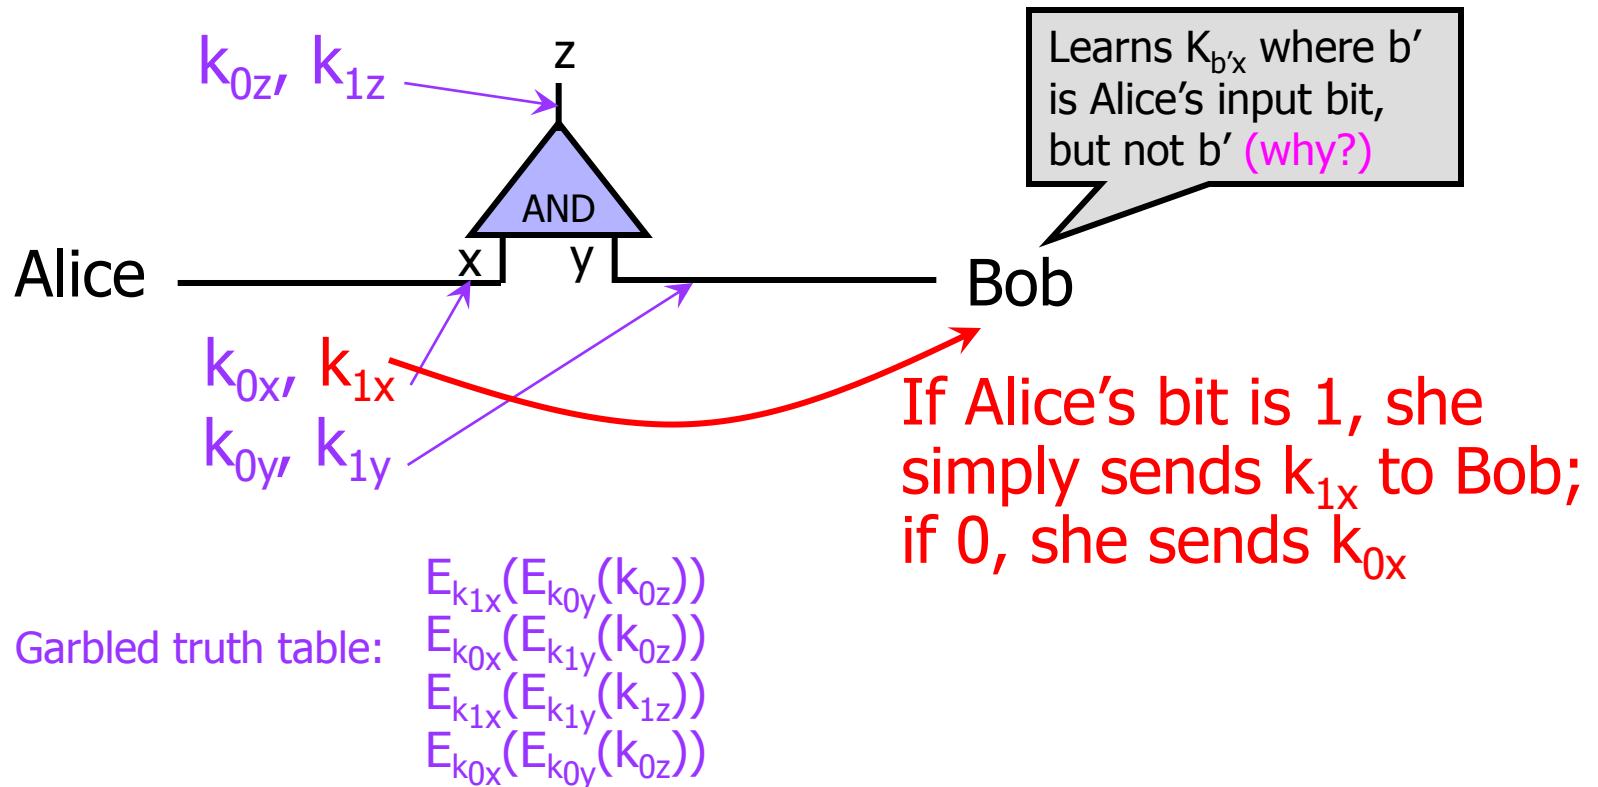 k0z, k1z
z
Learns Kb’x where b’
is Alice’s input bit,
but not b’ (why?)
AND
Alice
x
y
Bob
k0x, k1x
k0y, k1y
If Alice’s bit is 1, she
simply sends k1x to Bob;
if 0, she sends k0x
Garbled truth table:
Ek1x(Ek0y(k0z))
Ek0x(Ek1y(k0z))
Ek1x(Ek1y(k1z))
Ek0x(Ek0y(k0z))